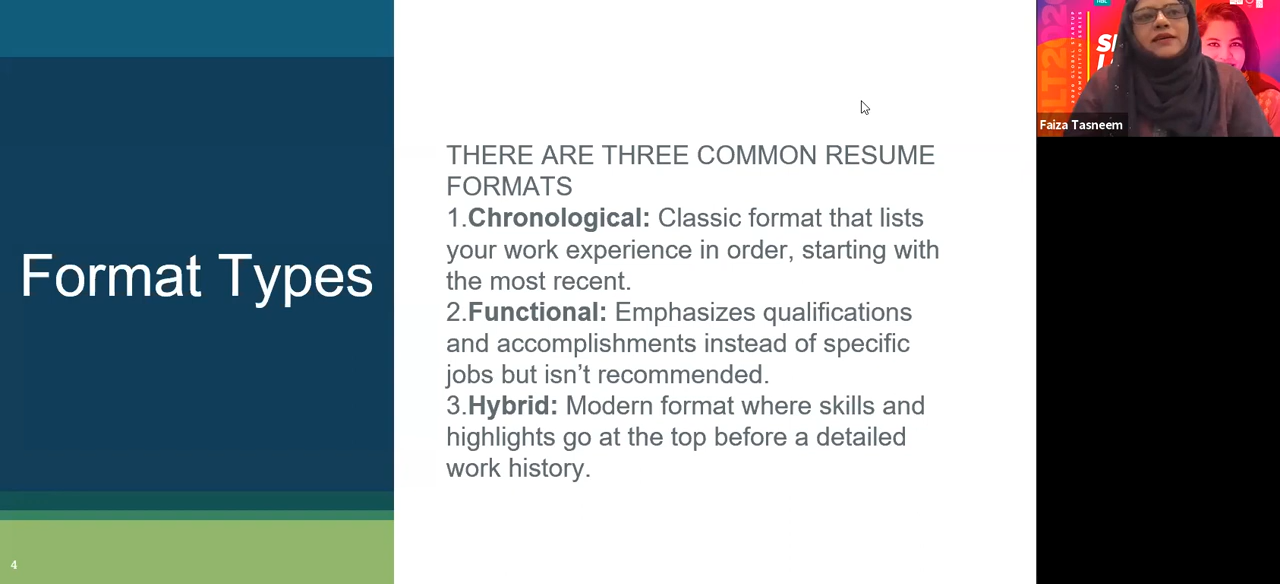 Format Types
THERE ARE THREE COMMON RESUME
FORMATS
1.Chronological: Classic format that lists
your work experience in order, starting with
the most recent.
2.Functional: Emphasizes qualifications
and accomplishments instead of specific
jobs but isn’t recommended.
3.Hybrid: Modern format where skills and
highlights go at the top before a detailed
work history.
4
Faiza Tasneem